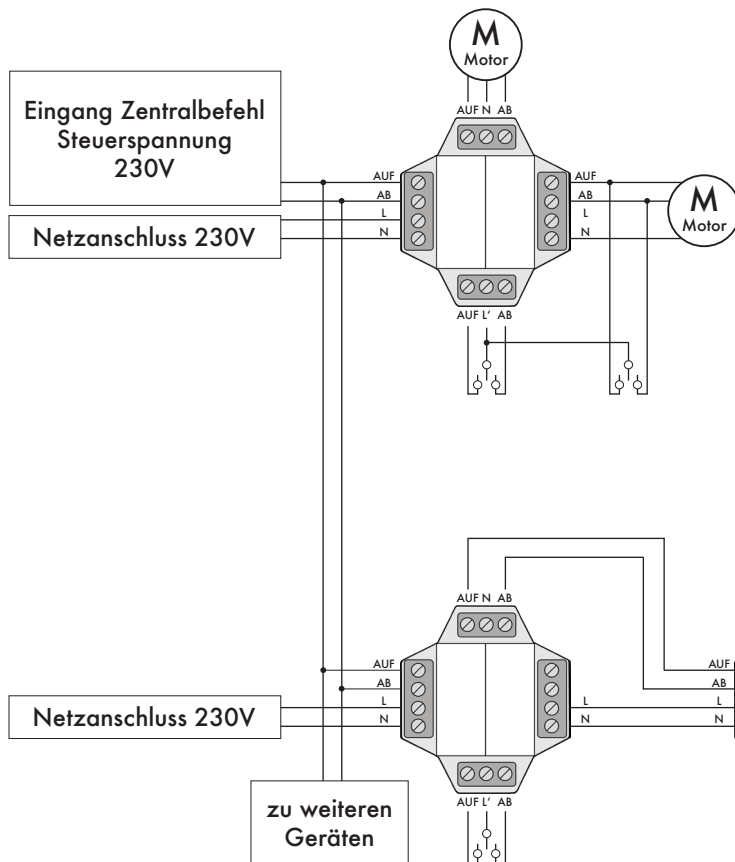 M
Motor
AUF N AB
Eingang Zentralbefehl
Steuerspannung
230V
AUF
AB
L
N
Netzanschluss 230V
AUF
AB
L
N
M
Motor
AUF L' AB
AUF N AB
AUF
AB
L
N
Netzanschluss 230V
L
N
AUF
AB
L
N
zu weiteren
Geräten
AUF L' AB